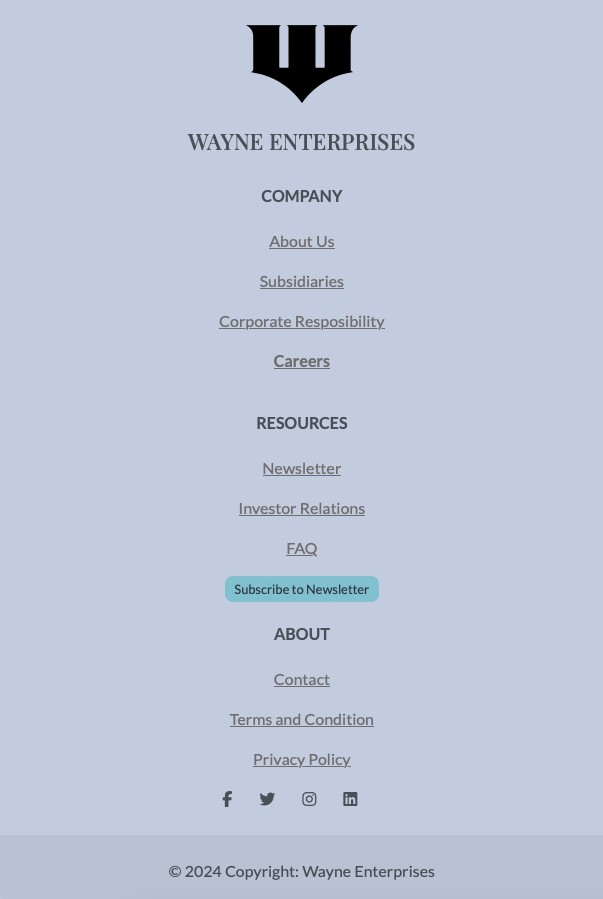 WAYNE ENTERPRISES
COMPANY
About Us
Subsidiaries
Corporate Resposibility
Careers
RESOURCES
Newsletter
Investor Relations
FAQ
Subscribe to Newsletter
ABOUT
Contact
Terms and Condition
Privacy Policy
© 2024 Copyright: Wayne Enterprises